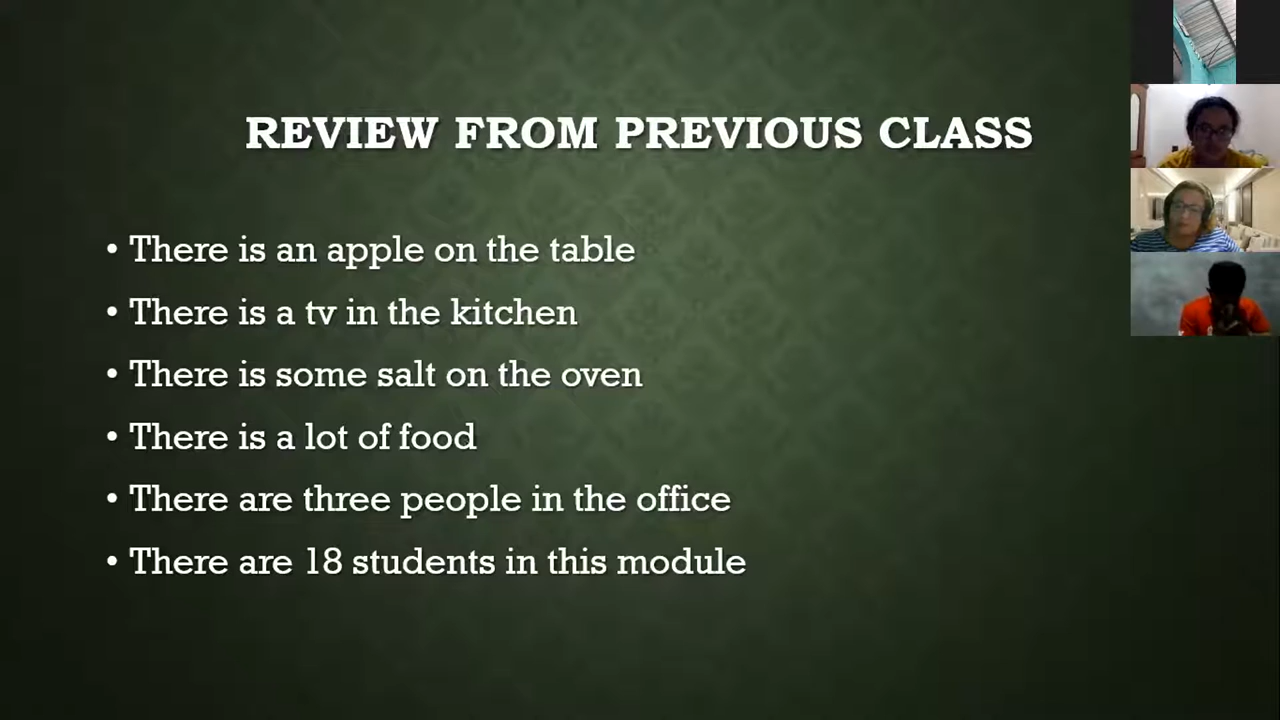 REVIEW FROM PREVIOUS CLASS
• There is an apple on the table
• There is a tv in the kitchen
• There is some salt on the oven
• There is a lot of food
• There are three people in the office
• There are 18 students in this module